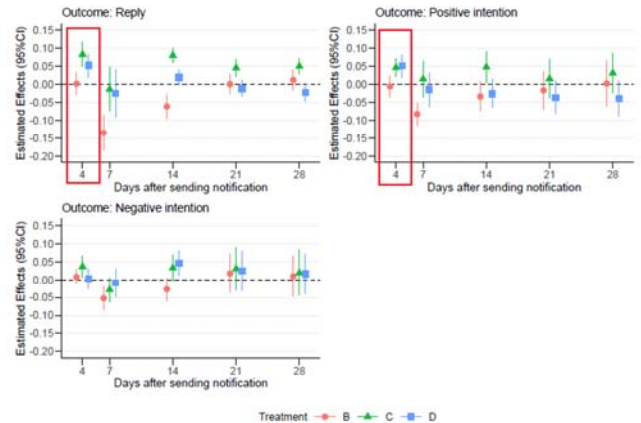 Outcome: Reply
Estimated Effects (95%CI)
0.15
0.10
0.05
0.00
-0.05
-0.10
-0.15
-0.20
4 7 14 21 28
Days after sending notification
Outcome: Positive intention
Estimated Effects (95%CI)
0.15
0.10
0.05
0.00
-0.05
-0.10
-0.15
-0.20
4 7 14 21 28
Days after sending notification
Outcome: Negative intention
Estimated Effects (95%CI)
0.15
0.10
0.05
0.00
-0.05
-0.10
-0.15
-0.20
4 7 14 21 28
Days after sending notification
Treatment B C D